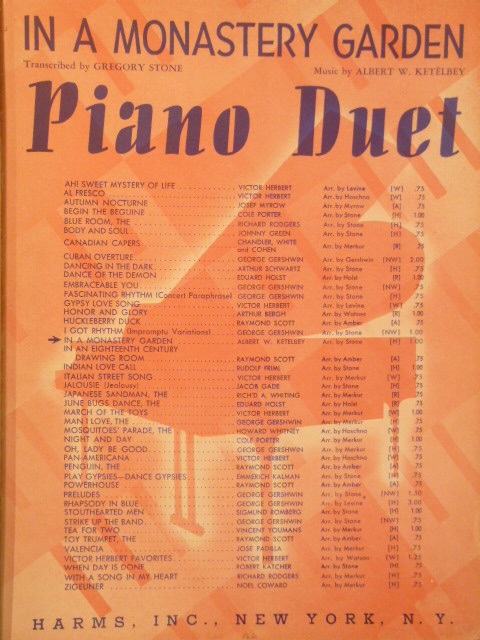 IN A MONASTERY GARDEN
Transcribed by GREGORY STONE Music by ALBERT W. KETÈLBEY
Piano Duet
AH! SWEET MYSTERY OF LIFE VICTOR HERBERT Arr. by Levine [W] .75
AL FRESCO VICTOR HERBERT Arr. by Hoschna [W] .75
AUTUMN NOCTURNE JOSEF MYROW Arr. by Myrow [A] .75
BEGIN THE BEGUINE COLE PORTER Arr. by Stone [H] 1.00
BLUE ROOM, THE RICHARD RODGERS Arr. by Stone [H] .75
BODY AND SOUL JOHNNY GREEN Arr. by Stone [H] .75
CANADIAN CAPERS CHANDLER, WHITE and COHEN Arr. by Merkur [R] .75
CUBAN OVERTURE GEORGE GERSHWIN Arr. by Gershwin [NW] 2.00
DANCING IN THE DARK ARTHUR SCHWARTZ Arr. by Stone [H] .75
DANCE OF THE DEMON EDUARD HOLST Arr. by Holst [R] 1.00
EMBRACEABLE YOU GEORGE GERSHWIN Arr. by Stone [NW] .75
FASCINATING RHYTHM (Concert Paraphrase) GEORGE GERSHWIN Arr. by Stone [H] .75
GYPSY LOVE SONG VICTOR HERBERT Arr. by Levine [W] .75
HONOR AND GLORY ARTHUR BERGH Arr. by Watson [R] 1.00
HUCKLEBERRY DUCK RAYMOND SCOTT Arr. by Amber [A] .75
I GOT RHYTHM (Impromptu Variations) GEORGE GERSHWIN Arr. by Stone [NW] 1.00
IN A MONASTERY GARDEN ALBERT W. KETELBEY Arr. by Stone [H] 1.00
IN AN EIGHTEENTH CENTURY
DRAWING ROOM RAYMOND SCOTT Arr. by Amber [A] .75
INDIAN LOVE CALL RUDOLF FRIML Arr. by Stone [H] 1.00
ITALIAN STREET SONG VICTOR HERBERT Arr. by Merkur [W] .75
JALOUSIE (Jealousy) JACOB GADE Arr. by Stone [H] .75
JAPANESE SANDMAN, THE RICH'D A. WHITING Arr. by Merkur [R] .75
JUNE BUGS DANCE, THE EDUARD HOLST Arr. by Holst [R] .75
MARCH OF THE TOYS VICTOR HERBERT Arr. by Merkur [W] 1.00
MAN I LOVE, THE GEORGE GERSHWIN Arr. by Merkur [H]
MOSQUITOES' PARADE, THE HOWARD WHITNEY Arr. by Hoschna [W] .75
NIGHT AND DAY COLE PORTER Arr. by Stone [H] 1.00
OH, LADY BE GOOD GEORGE GERSHWIN Arr. by Merkur [H] .75
PAN-AMERICANA VICTOR HERBERT Arr. by Hoschna [W] .75
PENGUIN, THE RAYMOND SCOTT Arr. by Amber [A] .75
PLAY GYPSIES—DANCE GYPSIES EMMERICH KALMAN Arr. by Stone [H] .75
POWERHOUSE RAYMOND SCOTT Arr. by Amber [A] .75
PRELUDES GEORGE GERSHWIN Arr. by Stone [NW] 1.50
RHAPSODY IN BLUE GEORGE GERSHWIN Arr. by Levine [H] 3.00
STOUTHEARTED MEN SIGMUND ROMBERG Arr. by Stone [H] 1.00
STRIKE UP THE BAND GEORGE GERSHWIN Arr. by Stone [NW] .75
TEA FOR TWO VINCENT YOUMANS Arr. by Merkur [H] 1.00
TOY TRUMPET, THE RAYMOND SCOTT Arr. by Amber [A] .75
VALENCIA JOSE PADILLA Arr. by Merkur [H] .75
VICTOR HERBERT FAVORITES VICTOR HERBERT Arr. by Watson [W] 1.25
WHEN DAY IS DONE ROBERT KATCHER Arr. by Stone [H] .75
WITH A SONG IN MY HEART RICHARD RODGERS Arr. by Merkur [H] .75
ZIGEUNER NOEL COWARD Arr. by Merkur [H] .75
HARMS, INC., NEW YORK, N. Y.